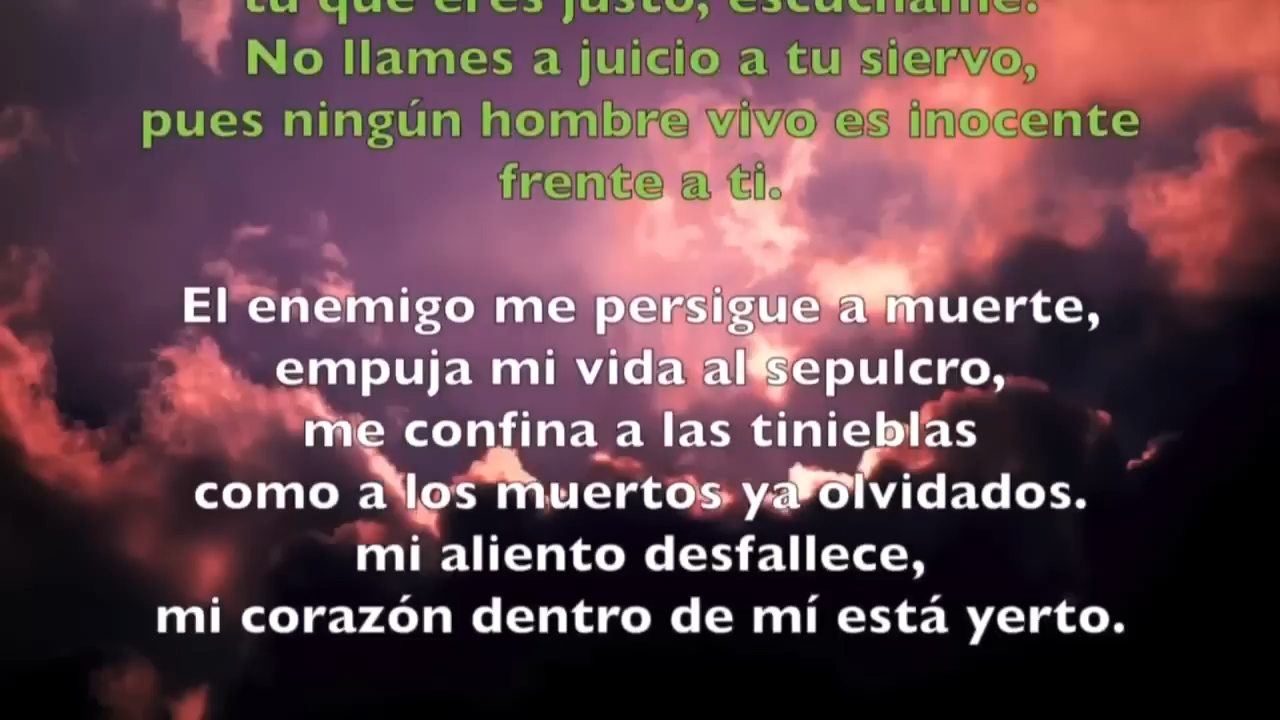 tú que eres justo, escúchame.
No llames a juicio a tu siervo,
pues ningún hombre vivo es inocente
frente a ti.
El enemigo me persigue a muerte,
empuja mi vida al sepulcro,
me confina a las tinieblas
como a los muertos ya olvidados.
mi aliento desfallece,
mi corazón dentro de mí está yerto.